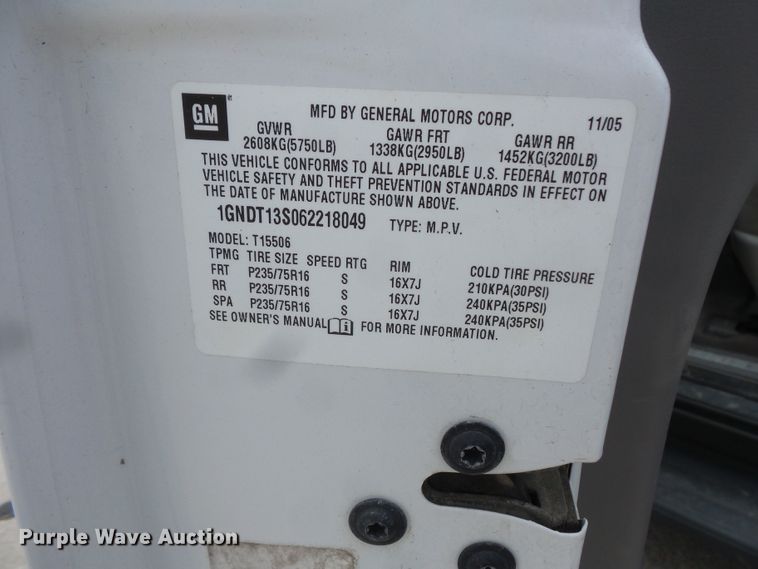 GM
MFD BY GENERAL MOTORS CORP. 11/05
GVWR GAWR FRT GAWR RR
2608KG(5750LB) 1338KG(2950LB) 1452KG(3200LB)
THIS VEHICLE CONFORMS TO ALL APPLICABLE U.S. FEDERAL MOTOR
VEHICLE SAFETY AND THEFT PREVENTION STANDARDS IN EFFECT ON
THE DATE OF MANUFACTURE SHOWN ABOVE.
1GNDT13S062218049 TYPE: M.P.V.
MODEL: T15506
TPMG TIRE SIZE SPEED RTG RIM COLD TIRE PRESSURE
FRT P235/75R16 S 16X7J 210KPA(30PSI)
RR P235/75R16 S 16X7J 240KPA(35PSI)
SPA P235/75R16 S 16X7J 240KPA(35PSI)
SEE OWNER'S MANUAL i FOR MORE INFORMATION.
Purple Wave Auction